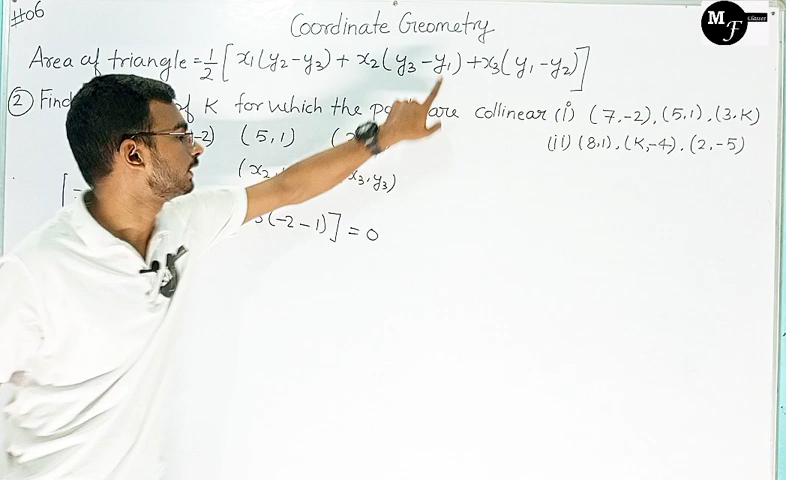 #06
Coordinate Geometry
M F Classes
Area of triangle = 1/2 [ x₁(y₂-y₃) + x₂(y₃-y₁) + x₃(y₁-y₂) ]
② Find of K for which the are collinear (i) (7,-2), (5,1), (3,K)
-2) (5,1) (ii) (8,1), (K,-4), (2,-5)
[ (x₂, x₃,y₃)
(-2-1)] = 0